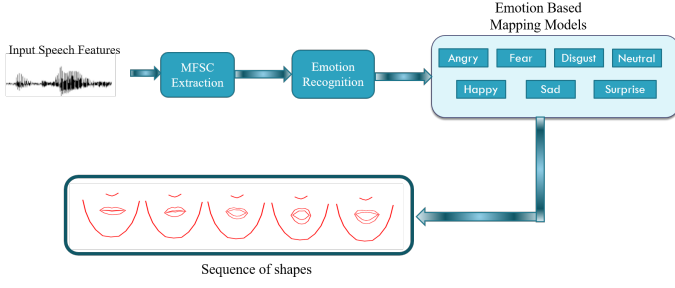 Emotion Based
Mapping Models
Input Speech Features
MFSC
Extraction
Emotion
Recognition
Angry
Fear
Disgust
Neutral
Happy
Sad
Surprise
Sequence of shapes